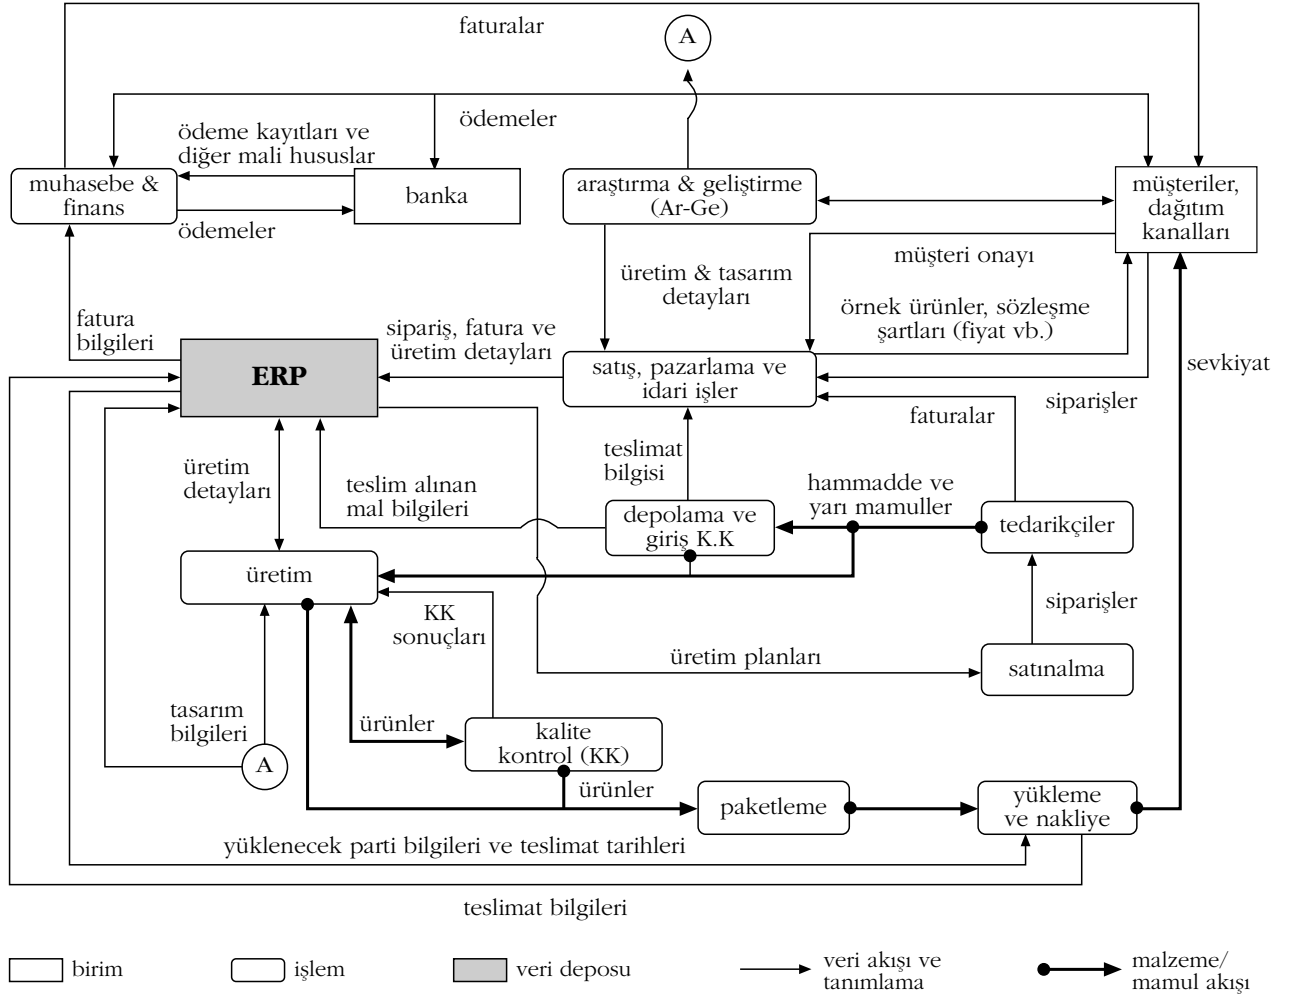 faturalar
A
ödemeler
ödeme kayıtları ve
diğer mali hususlar
muhasebe &
finans
banka
ödemeler
araştırma & geliştirme
(Ar-Ge)
müşteriler,
dağıtım
kanalları
müşteri onayı
üretim & tasarım
detayları
örnek ürünler, sözleşme
şartları (fiyat vb.)
fatura
bilgileri
ERP
sipariş, fatura ve
üretim detayları
satış, pazarlama ve
idari işler
sevkiyat
siparişler
faturalar
teslimat
bilgisi
üretim
detayları
teslim alınan
mal bilgileri
hammadde ve
yarı mamuller
depolama ve
giriş K.K
tedarikçiler
üretim
KK
sonuçları
siparişler
üretim planları
satınalma
tasarım
bilgileri
A
ürünler
kalite
kontrol (KK)
ürünler
paketleme
yükleme
ve nakliye
yüklenecek parti bilgileri ve teslimat tarihleri
teslimat bilgileri
birim
işlem
veri deposu
veri akışı ve
tanımlama
malzeme/
mamul akışı